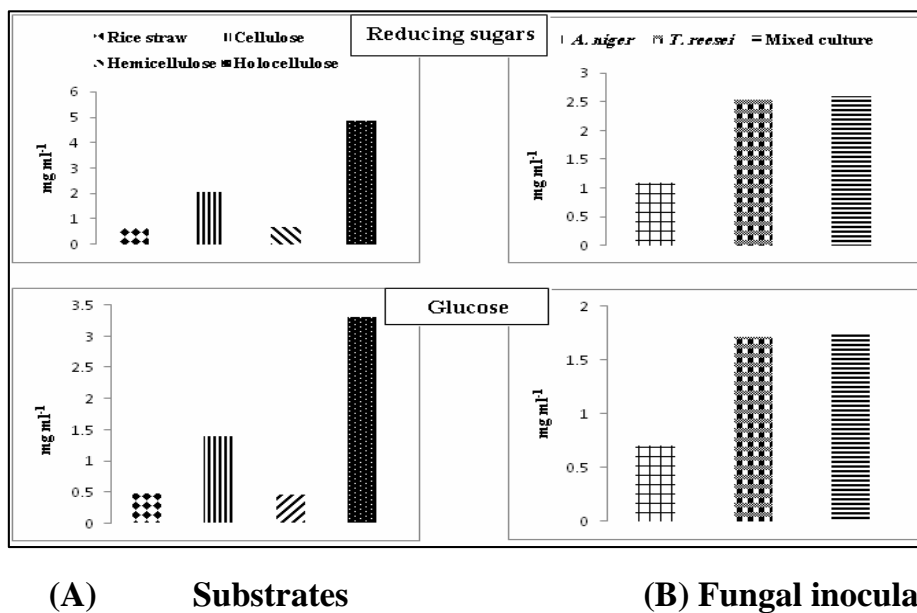 Rice straw Cellulose
Hemicellulose Holocellulose
Reducing sugars
A. niger T. reesei Mixed culture
6
5
4
3
2
1
0
mg ml-1
3
2.5
2
1.5
1
0.5
0
mg ml-1
Glucose
3.5
3
2.5
2
1.5
1
0.5
0
mg ml-1
2
1.5
1
0.5
0
mg ml-1
(A) Substrates (B) Fungal inocula